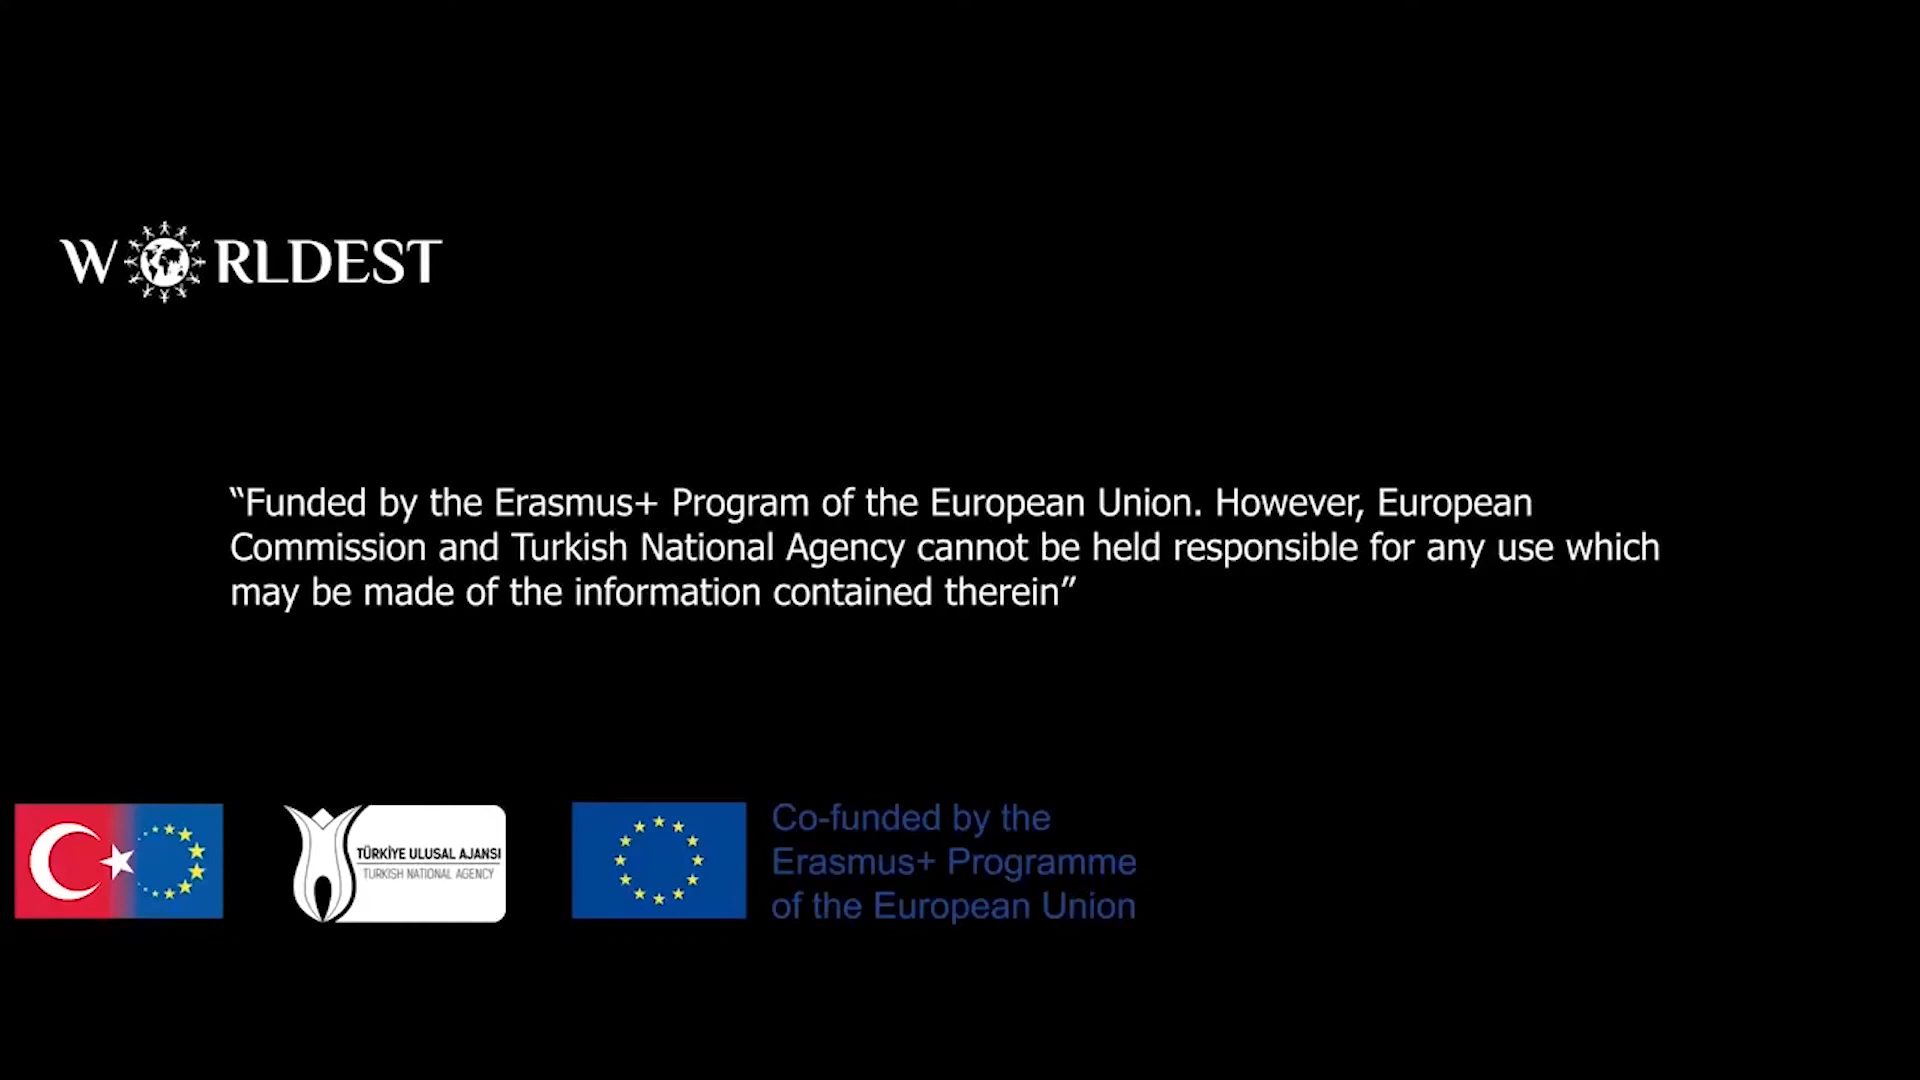 WORLDEST
“Funded by the Erasmus+ Program of the European Union. However, European
Commission and Turkish National Agency cannot be held responsible for any use which
may be made of the information contained therein”
TÜRKİYE ULUSAL AJANSI
TURKISH NATIONAL AGENCY
Co-funded by the
Erasmus+ Programme
of the European Union